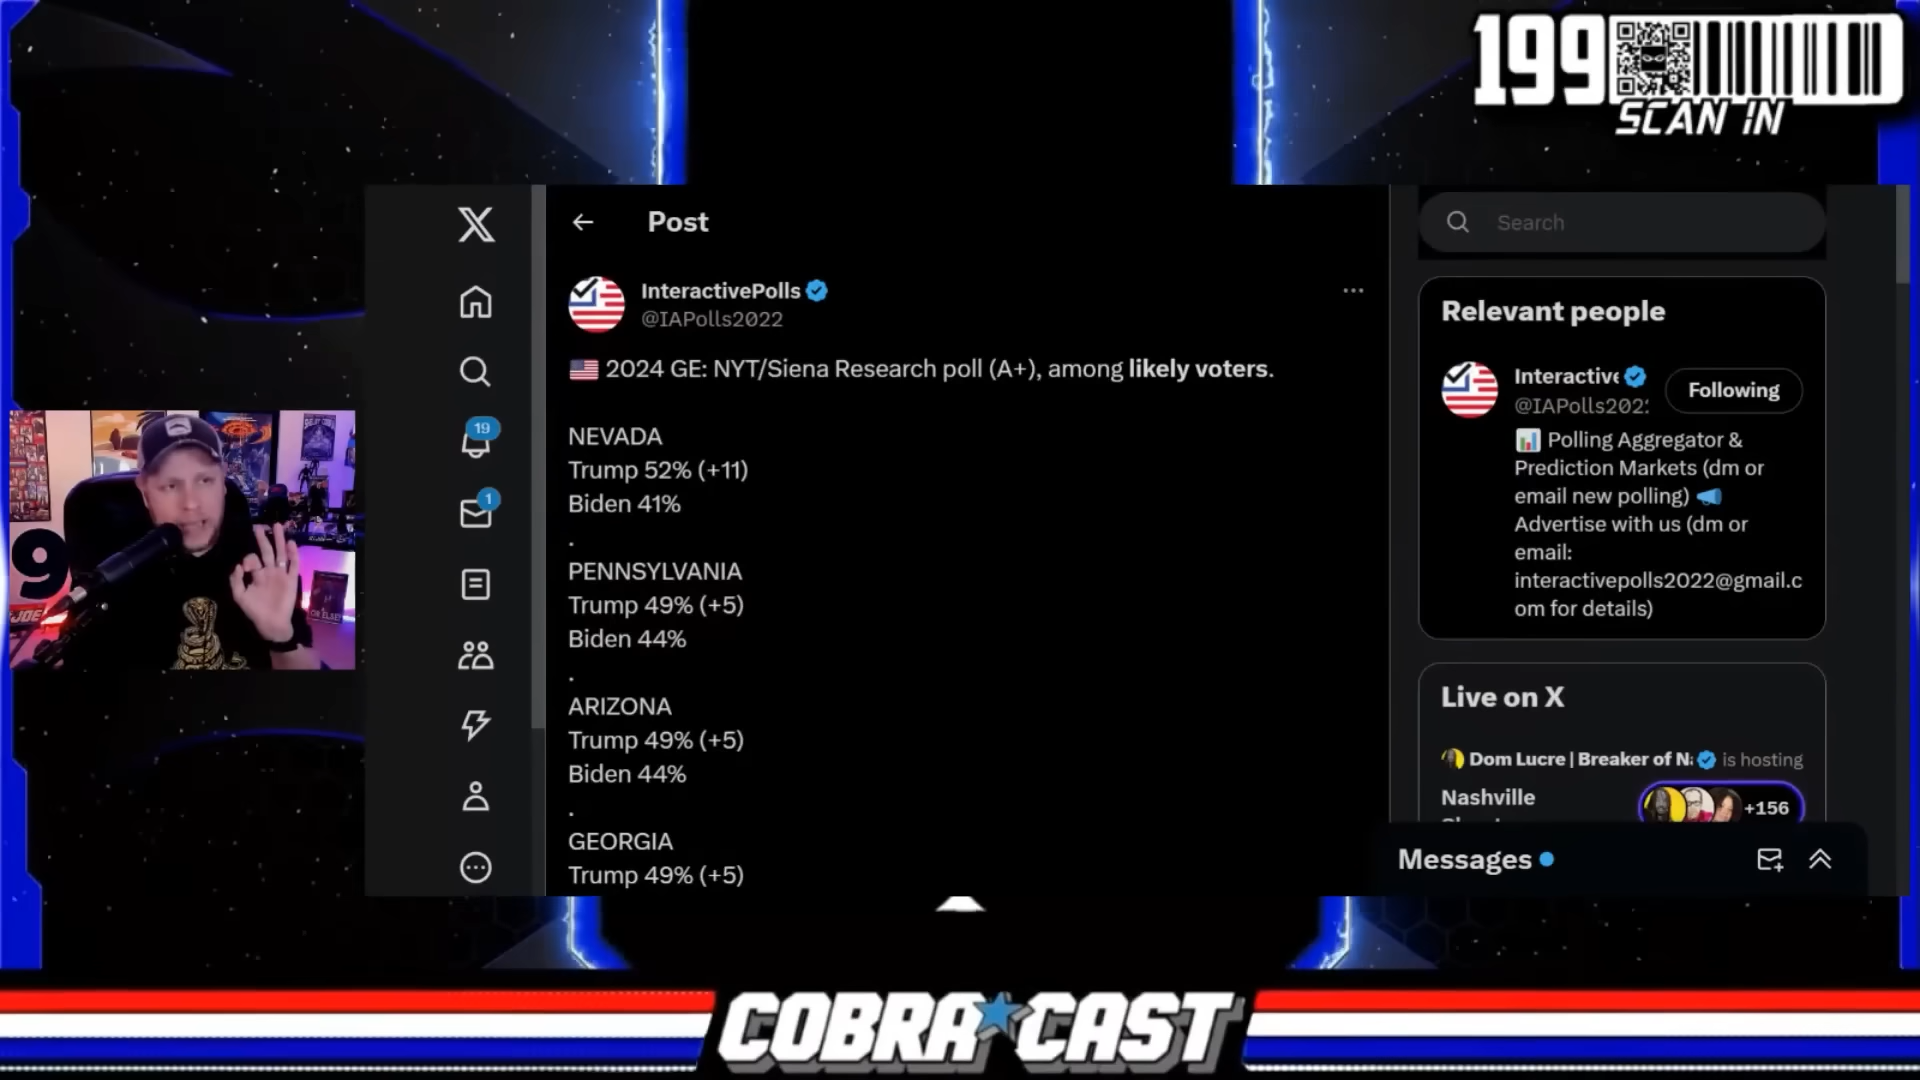 199
SCAN IN
Post
Search
InteractivePolls
@IAPolls2022
2024 GE: NYT/Siena Research poll (A+), among likely voters.
NEVADA
Trump 52% (+11)
Biden 41%
.
PENNSYLVANIA
Trump 49% (+5)
Biden 44%
.
ARIZONA
Trump 49% (+5)
Biden 44%
.
GEORGIA
Trump 49% (+5)
19
1
Relevant people
Interactive
@IAPolls202
Following
Polling Aggregator &
Prediction Markets (dm or
email new polling)
Advertise with us (dm or
email:
interactivepolls2022@gmail.c
om for details)
Live on X
Dom Lucre | Breaker of N
is hosting
Nashville
+156
Messages
9
JOE
OR ELSE!
COBRA CAST